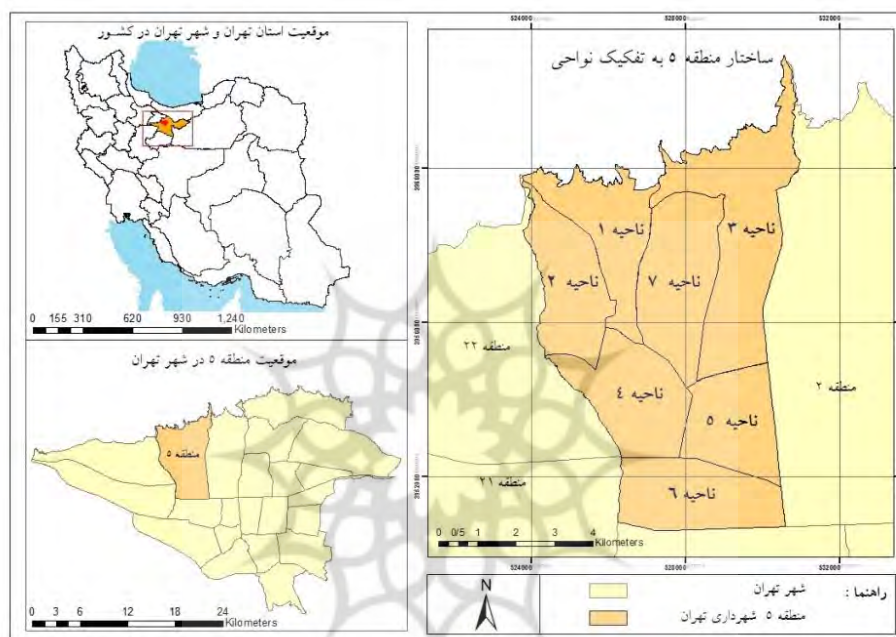 موقعیت استان تهران و شهر تهران در کشور
0 155 310 620 930 1,240
Kilometers
موقعیت منطقه ۵ در شهر تهران
منطقه ۵
0 3 6 12 18 24
Kilometers
ساختار منطقه ۵ به تفکیک نواحی
ناحیه ۱
ناحیه ۳
ناحیه ۲
ناحیه ۷
منطقه ۲۲
منطقه ۲
ناحیه ۴
ناحیه ۵
منطقه ۲۱
ناحیه ۶
0 0/5 1 2 3 4
Kilometers
N
راهنما :
شهر تهران
منطقه ۵ شهرداری تهران